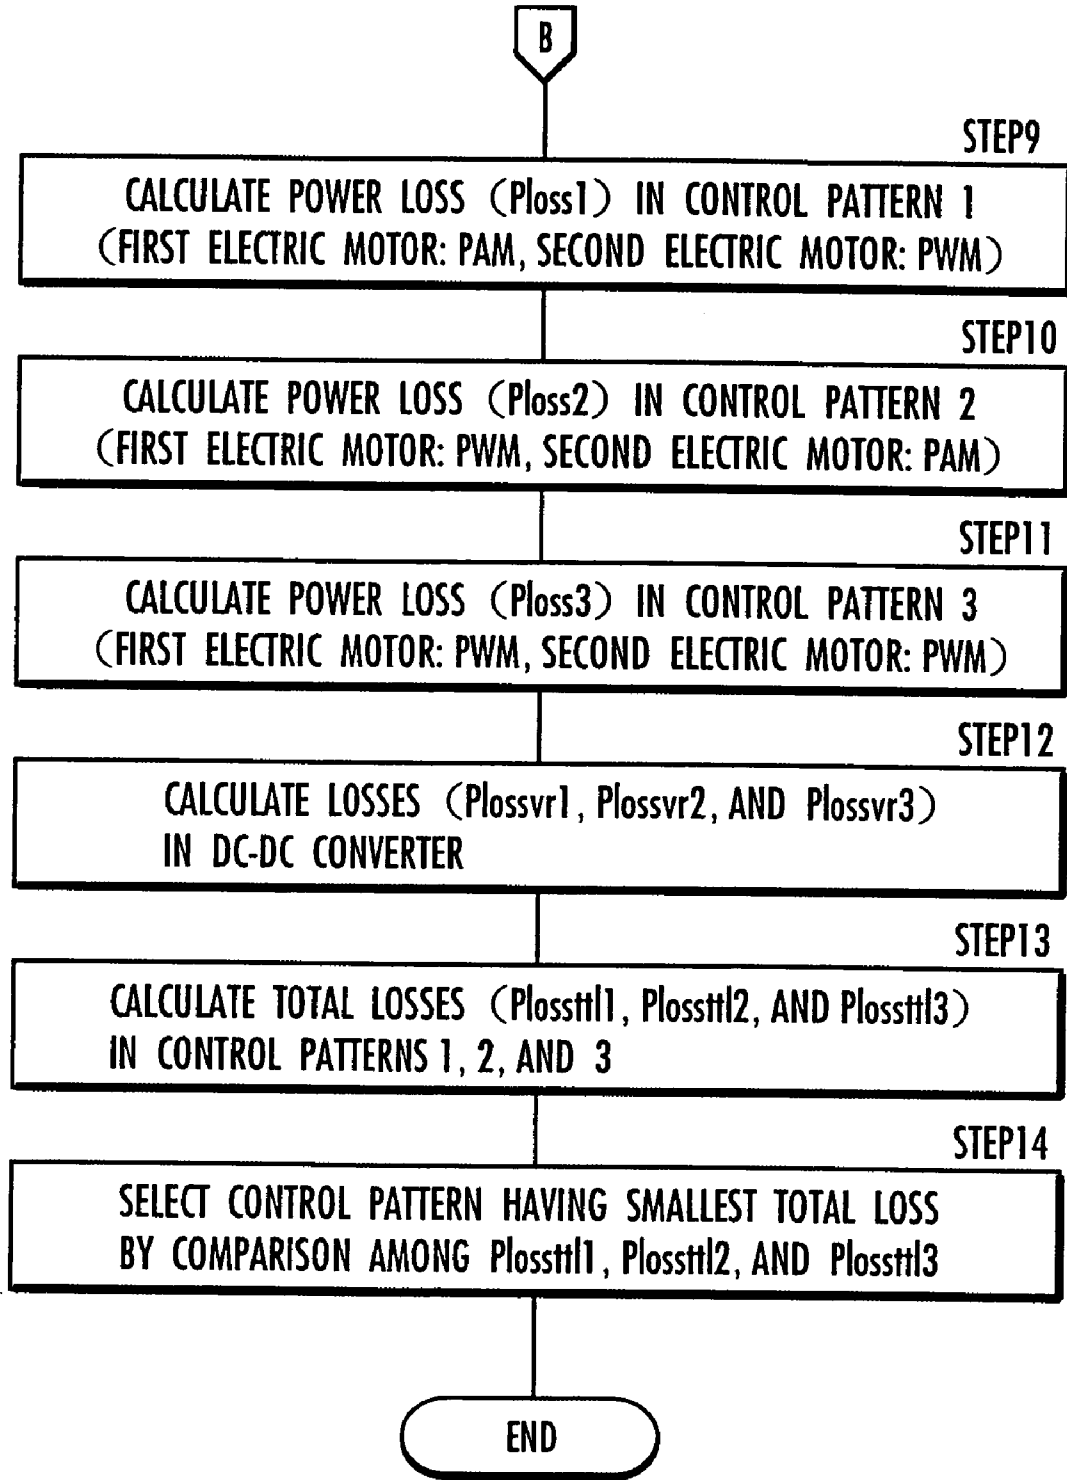 B
STEP9
CALCULATE POWER LOSS (Ploss1) IN CONTROL PATTERN 1
(FIRST ELECTRIC MOTOR: PAM, SECOND ELECTRIC MOTOR: PWM)
STEP10
CALCULATE POWER LOSS (Ploss2) IN CONTROL PATTERN 2
(FIRST ELECTRIC MOTOR: PWM, SECOND ELECTRIC MOTOR: PAM)
STEP11
CALCULATE POWER LOSS (Ploss3) IN CONTROL PATTERN 3
(FIRST ELECTRIC MOTOR: PWM, SECOND ELECTRIC MOTOR: PWM)
STEP12
CALCULATE LOSSES (Plossvr1, Plossvr2, AND Plossvr3)
IN DC-DC CONVERTER
STEP13
CALCULATE TOTAL LOSSES (Plossttl1, Plossttl2, AND Plossttl3)
IN CONTROL PATTERNS 1, 2, AND 3
STEP14
SELECT CONTROL PATTERN HAVING SMALLEST TOTAL LOSS
BY COMPARISON AMONG Plossttl1, Plossttl2, AND Plossttl3
END